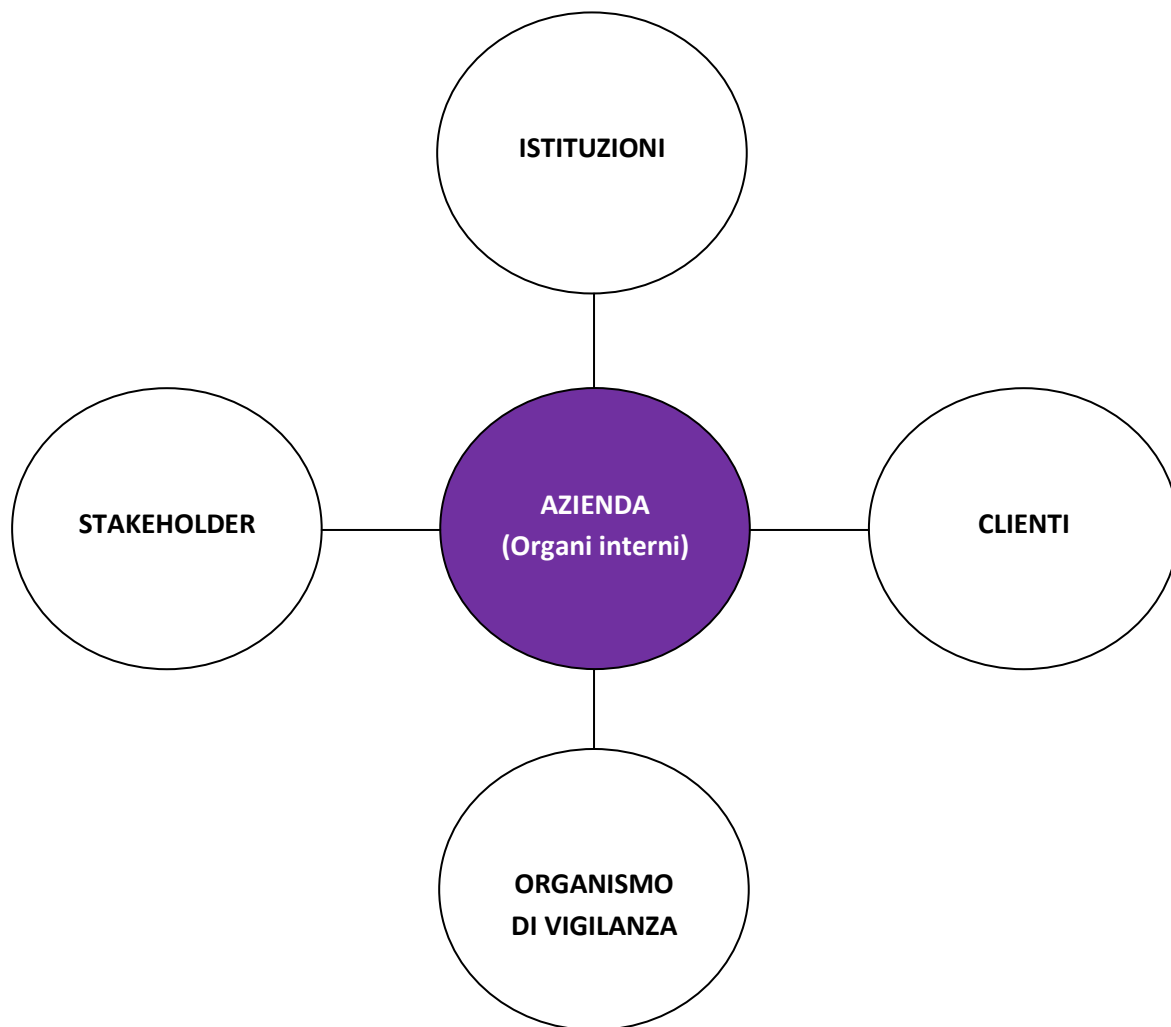 ISTITUZIONI
STAKEHOLDER
AZIENDA
(Organi interni)
CLIENTI
ORGANISMO
DI VIGILANZA